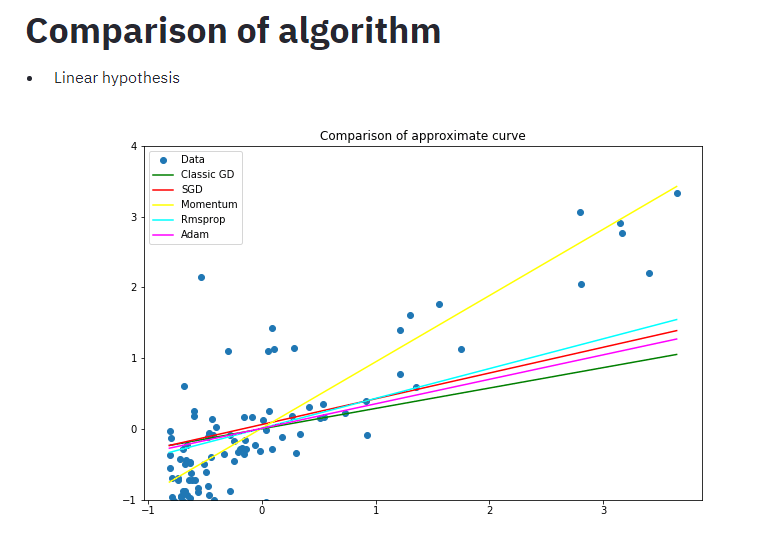 Comparison of algorithm
• Linear hypothesis
Comparison of approximate curve
Data
Classic GD
SGD
Momentum
Rmsprop
Adam
4
3
2
1
0
−1
−1 0 1 2 3